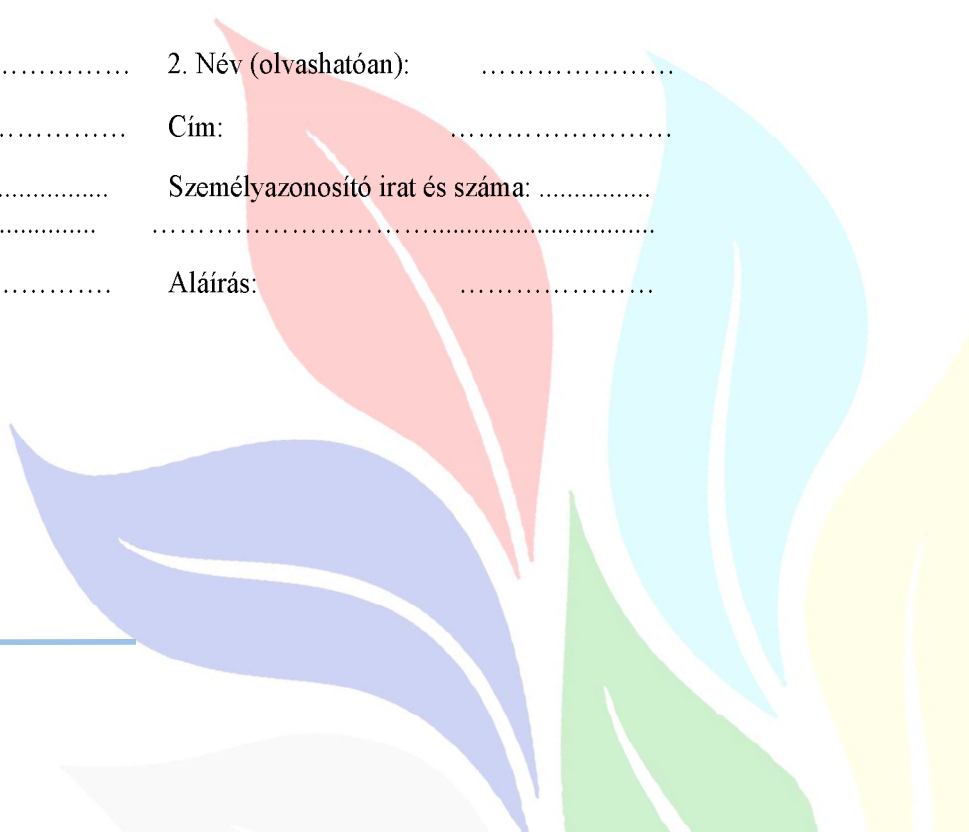 …………… 2. Név (olvashatóan): …………………
…………… Cím: ……………………
................ Személyazonosító irat és száma: ................
.............. …………………………................................
………… Aláírás: …………………